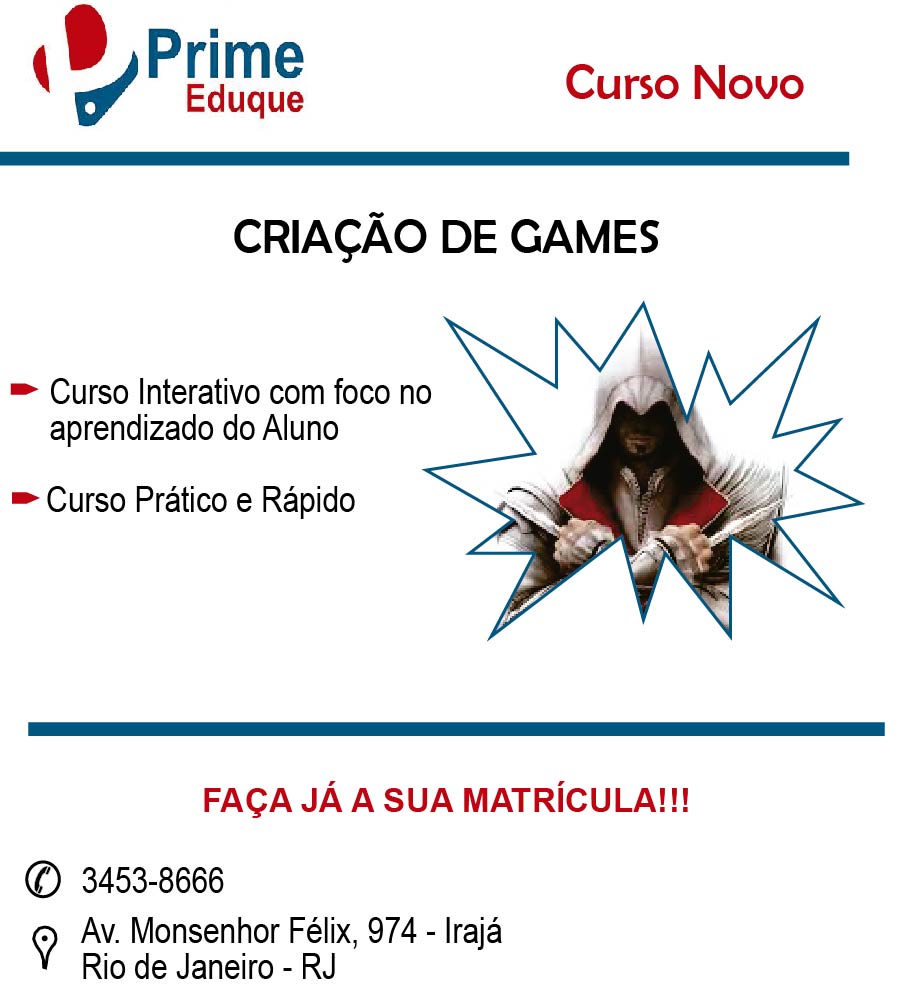 Prime
Eduque
Curso Novo
CRIAÇÃO DE GAMES
Curso Interativo com foco no
aprendizado do Aluno
Curso Prático e Rápido
FAÇA JÁ A SUA MATRÍCULA!!!
3453-8666
Av. Monsenhor Félix, 974 - Irajá
Rio de Janeiro - RJ